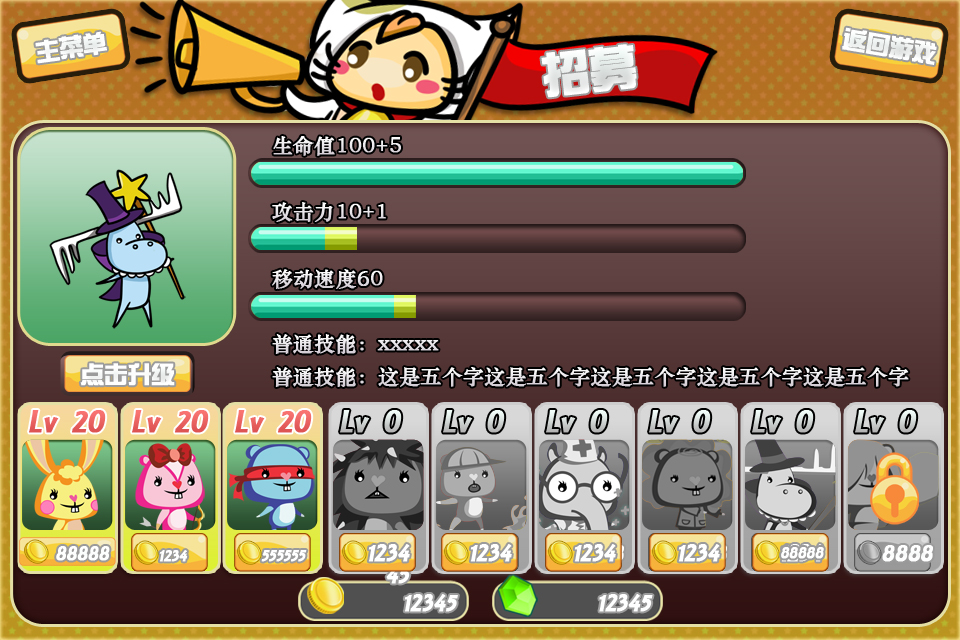 主菜单
招募
返回游戏
生命值100+5
攻击力10+1
移动速度60
普通技能：xxxxx
普通技能：这是五个字这是五个字这是五个字这是五个字这是五个字
点击升级
Lv 20 Lv 20 Lv 20 Lv 0 Lv 0 Lv 0 Lv 0 Lv 0 Lv 0
88888 1234 555555 1234 1234 1234 1234 88888 8888
45
12345 12345